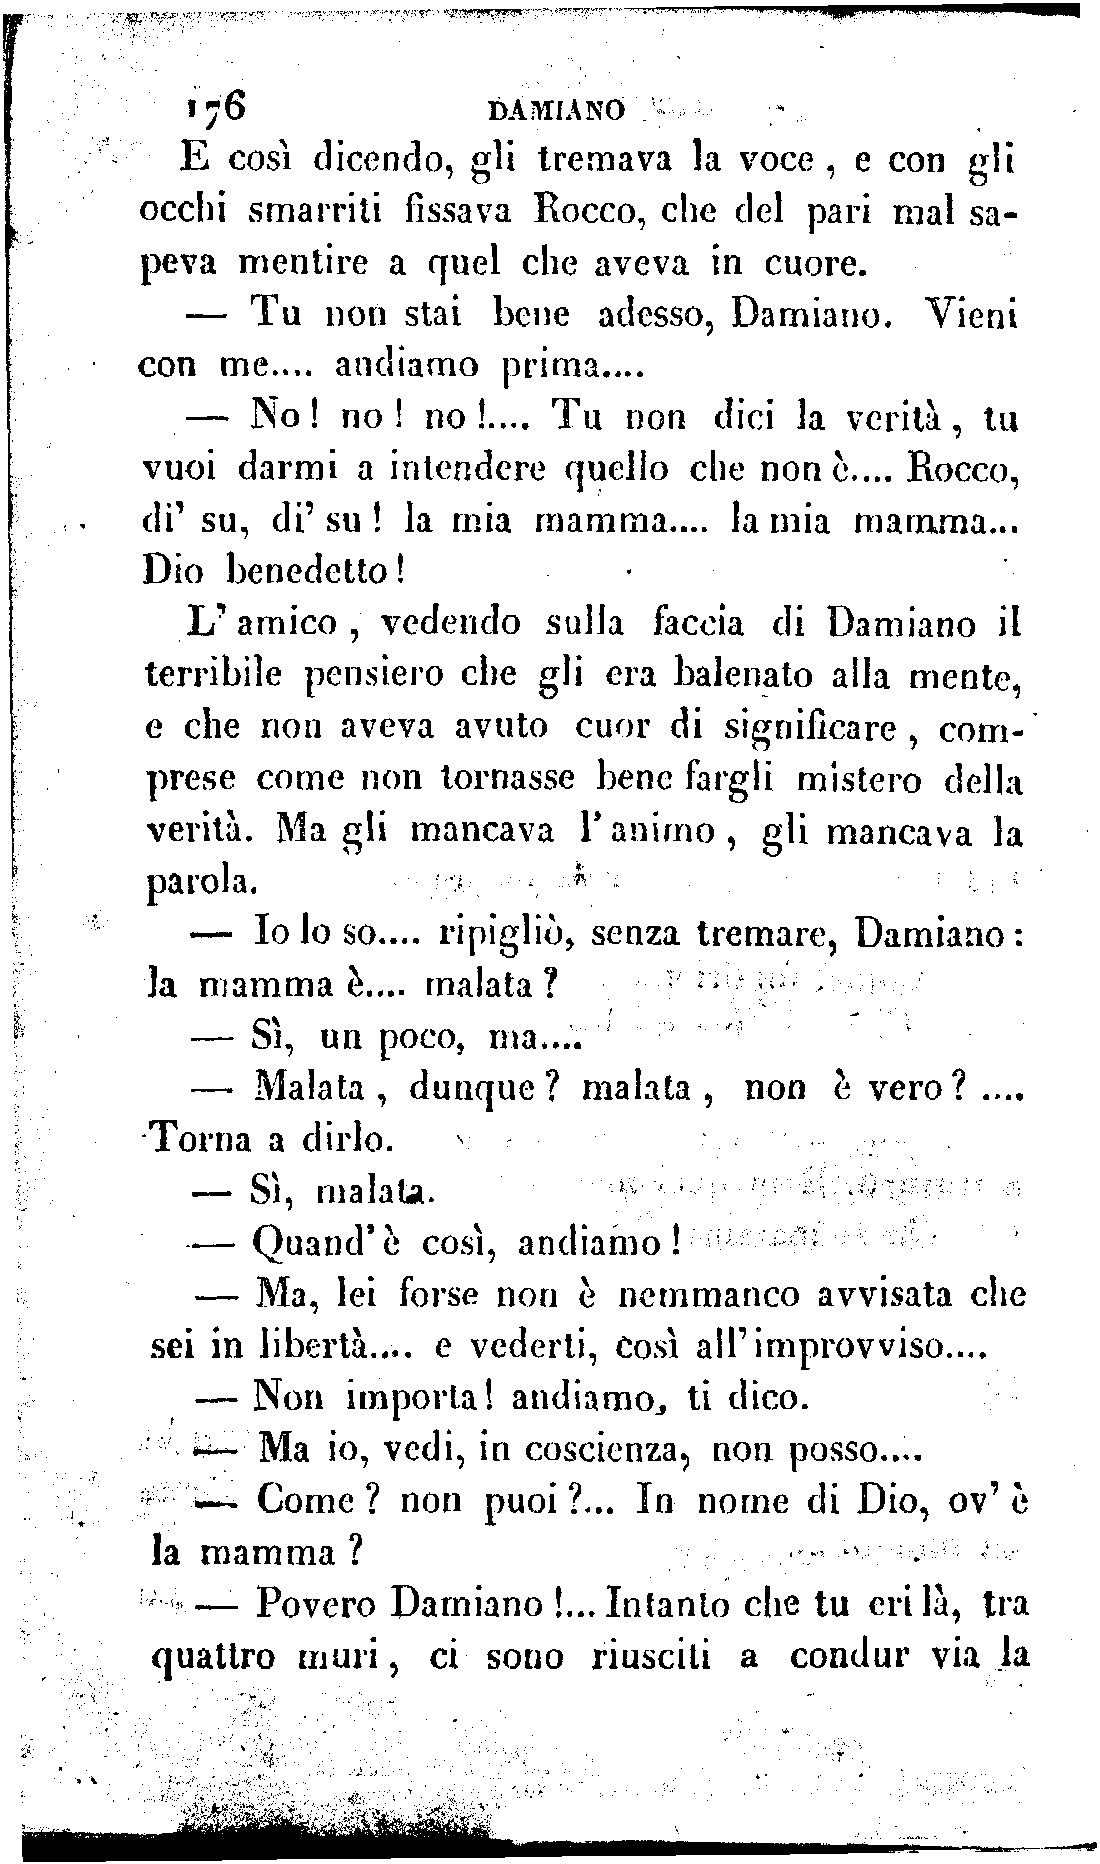 176 DAMIANO
E così dicendo, gli tremava la voce, e con gli
occhi smarriti fissava Rocco, che del pari mal sa-
peva mentire a quel che aveva in cuore.
— Tu non stai bene adesso, Damiano. Vieni
con me.... andiamo prima....
— No! no! no!.... Tu non dici la verità, tu
vuoi darmi a intendere quello che non è.... Rocco,
di' su, di' su! la mia mamma.... la mia mamma...
Dio benedetto!
L'amico, vedendo sulla faccia di Damiano il
terribile pensiero che gli era balenato alla mente,
e che non aveva avuto cuor di significare, com-
prese come non tornasse bene fargli mistero della
verità. Ma gli mancava l'animo, gli mancava la
parola.
— Io lo so.... ripigliò, senza tremare, Damiano:
la mamma è.... malata?
— Sì, un poco, ma....
— Malata, dunque? malata, non è vero? ....
Torna a dirlo.
— Sì, malata.
— Quand'è così, andiamo!
— Ma, lei forse non è nemmanco avvisata che
sei in libertà.... e vederti, così all'improvviso....
— Non importa! andiamo, ti dico.
— Ma io, vedi, in coscienza, non posso....
— Come? non puoi?... In nome di Dio, ov'è
la mamma?
— Povero Damiano!... Intanto che tu eri là, tra
quattro muri, ci sono riusciti a condur via la